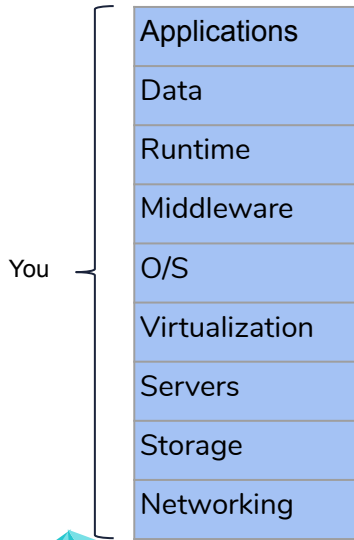 Applications
Data
Runtime
Middleware
You
O/S
Virtualization
Servers
Storage
Networking